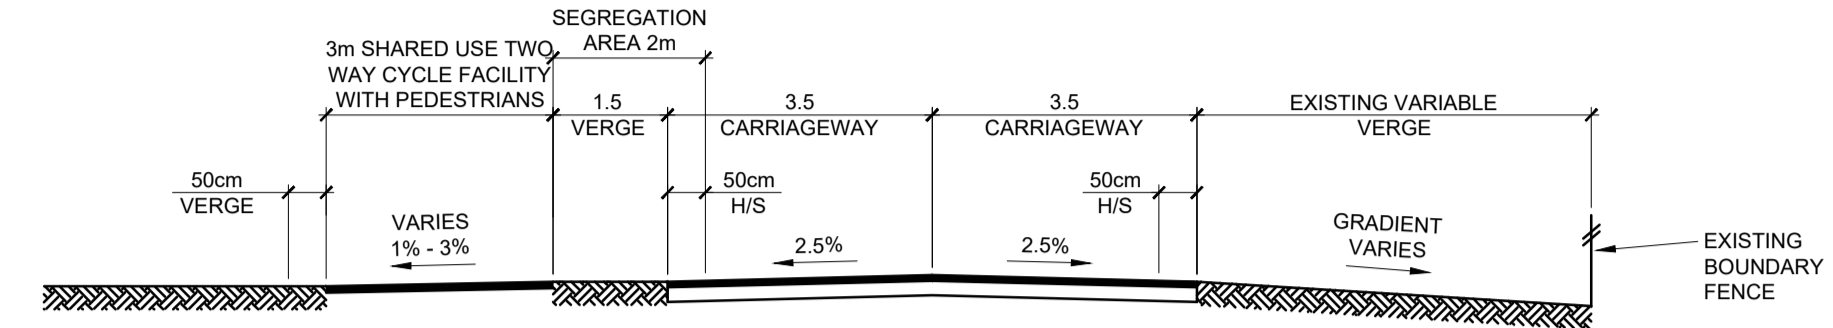 SEGREGATION
AREA 2m
3m SHARED USE TWO
WAY CYCLE FACILITY
WITH PEDESTRIANS
1.5
VERGE
3.5
CARRIAGEWAY
3.5
CARRIAGEWAY
EXISTING VARIABLE
VERGE
50cm
VERGE
50cm
H/S
50cm
H/S
VARIES
1% - 3%
2.5%
2.5%
GRADIENT
VARIES
EXISTING
BOUNDARY
FENCE